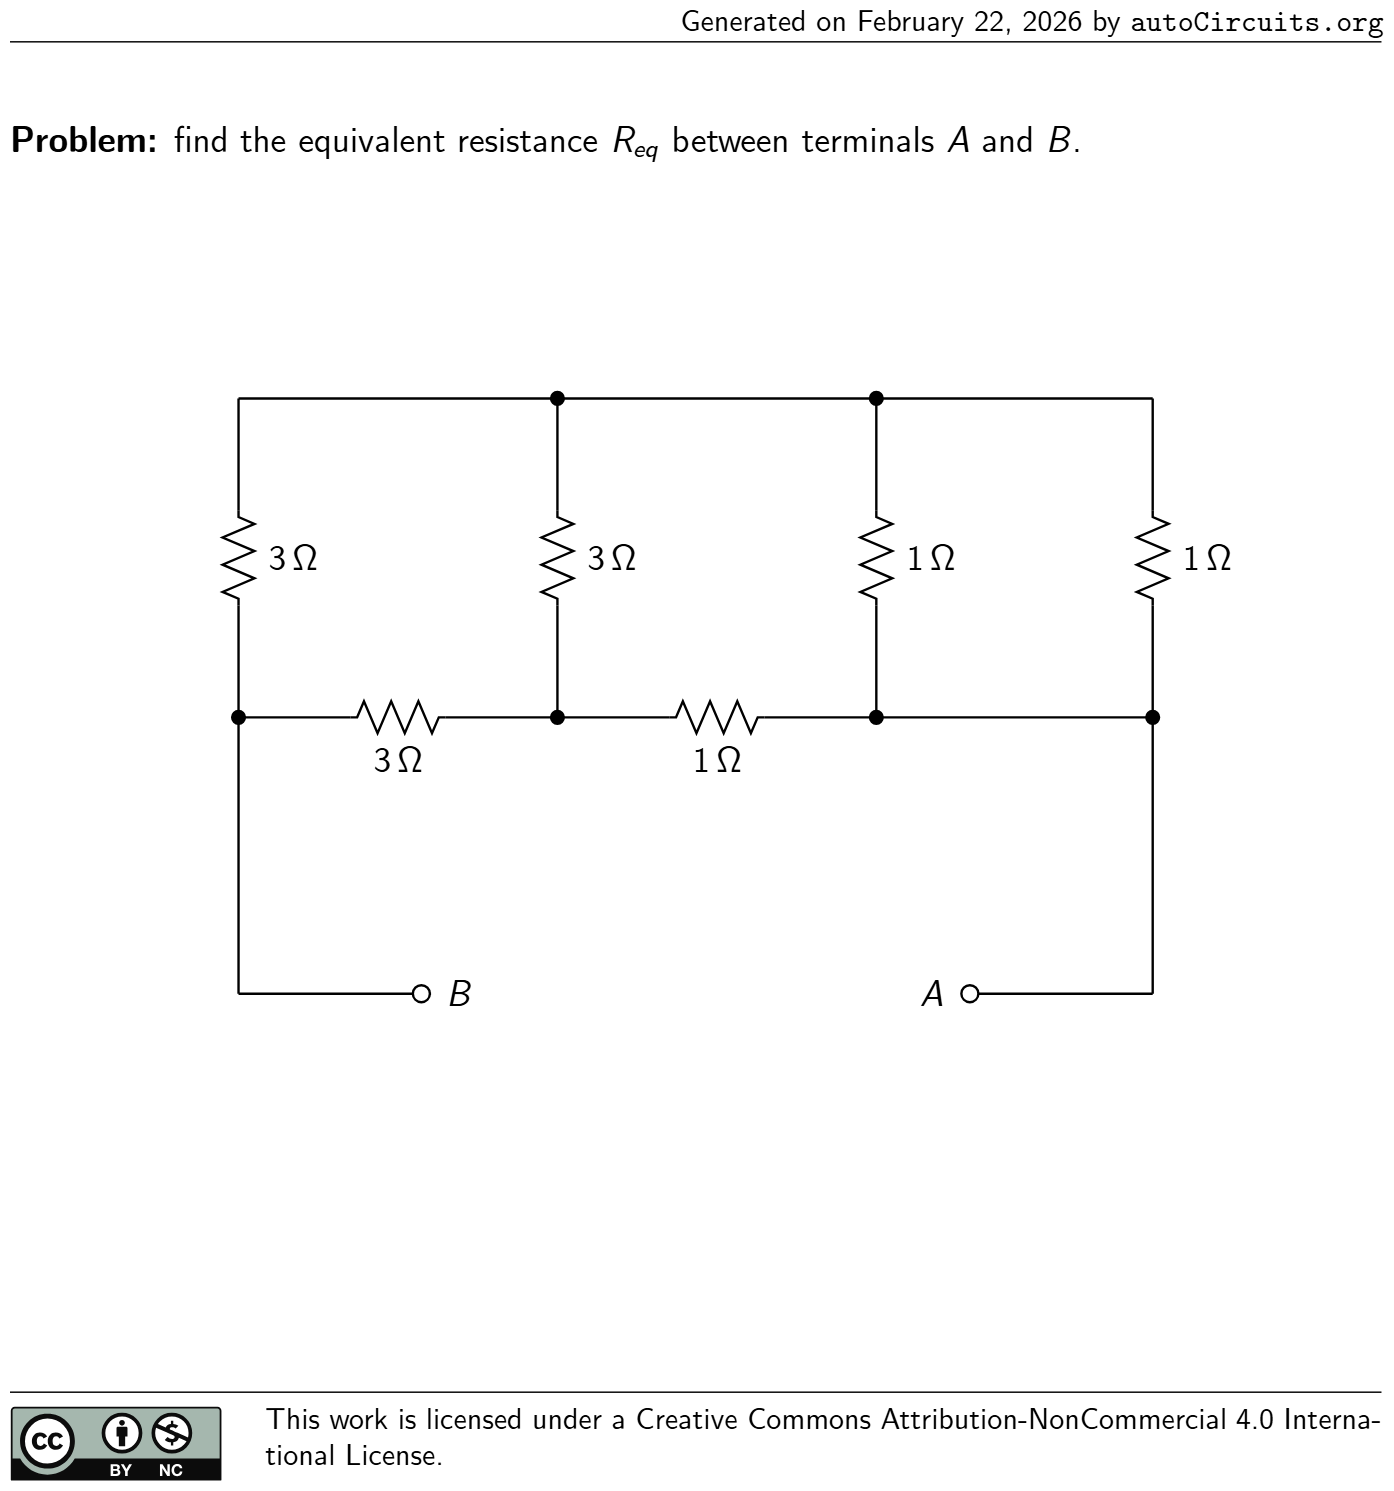 Generated on February 22, 2026 by autoCircuits.org
Problem: find the equivalent resistance Req between terminals A and B.
3 Ω
3 Ω
1 Ω
1 Ω
3 Ω
1 Ω
B
A
This work is licensed under a Creative Commons Attribution-NonCommercial 4.0 Interna-
tional License.
cc
BY NC